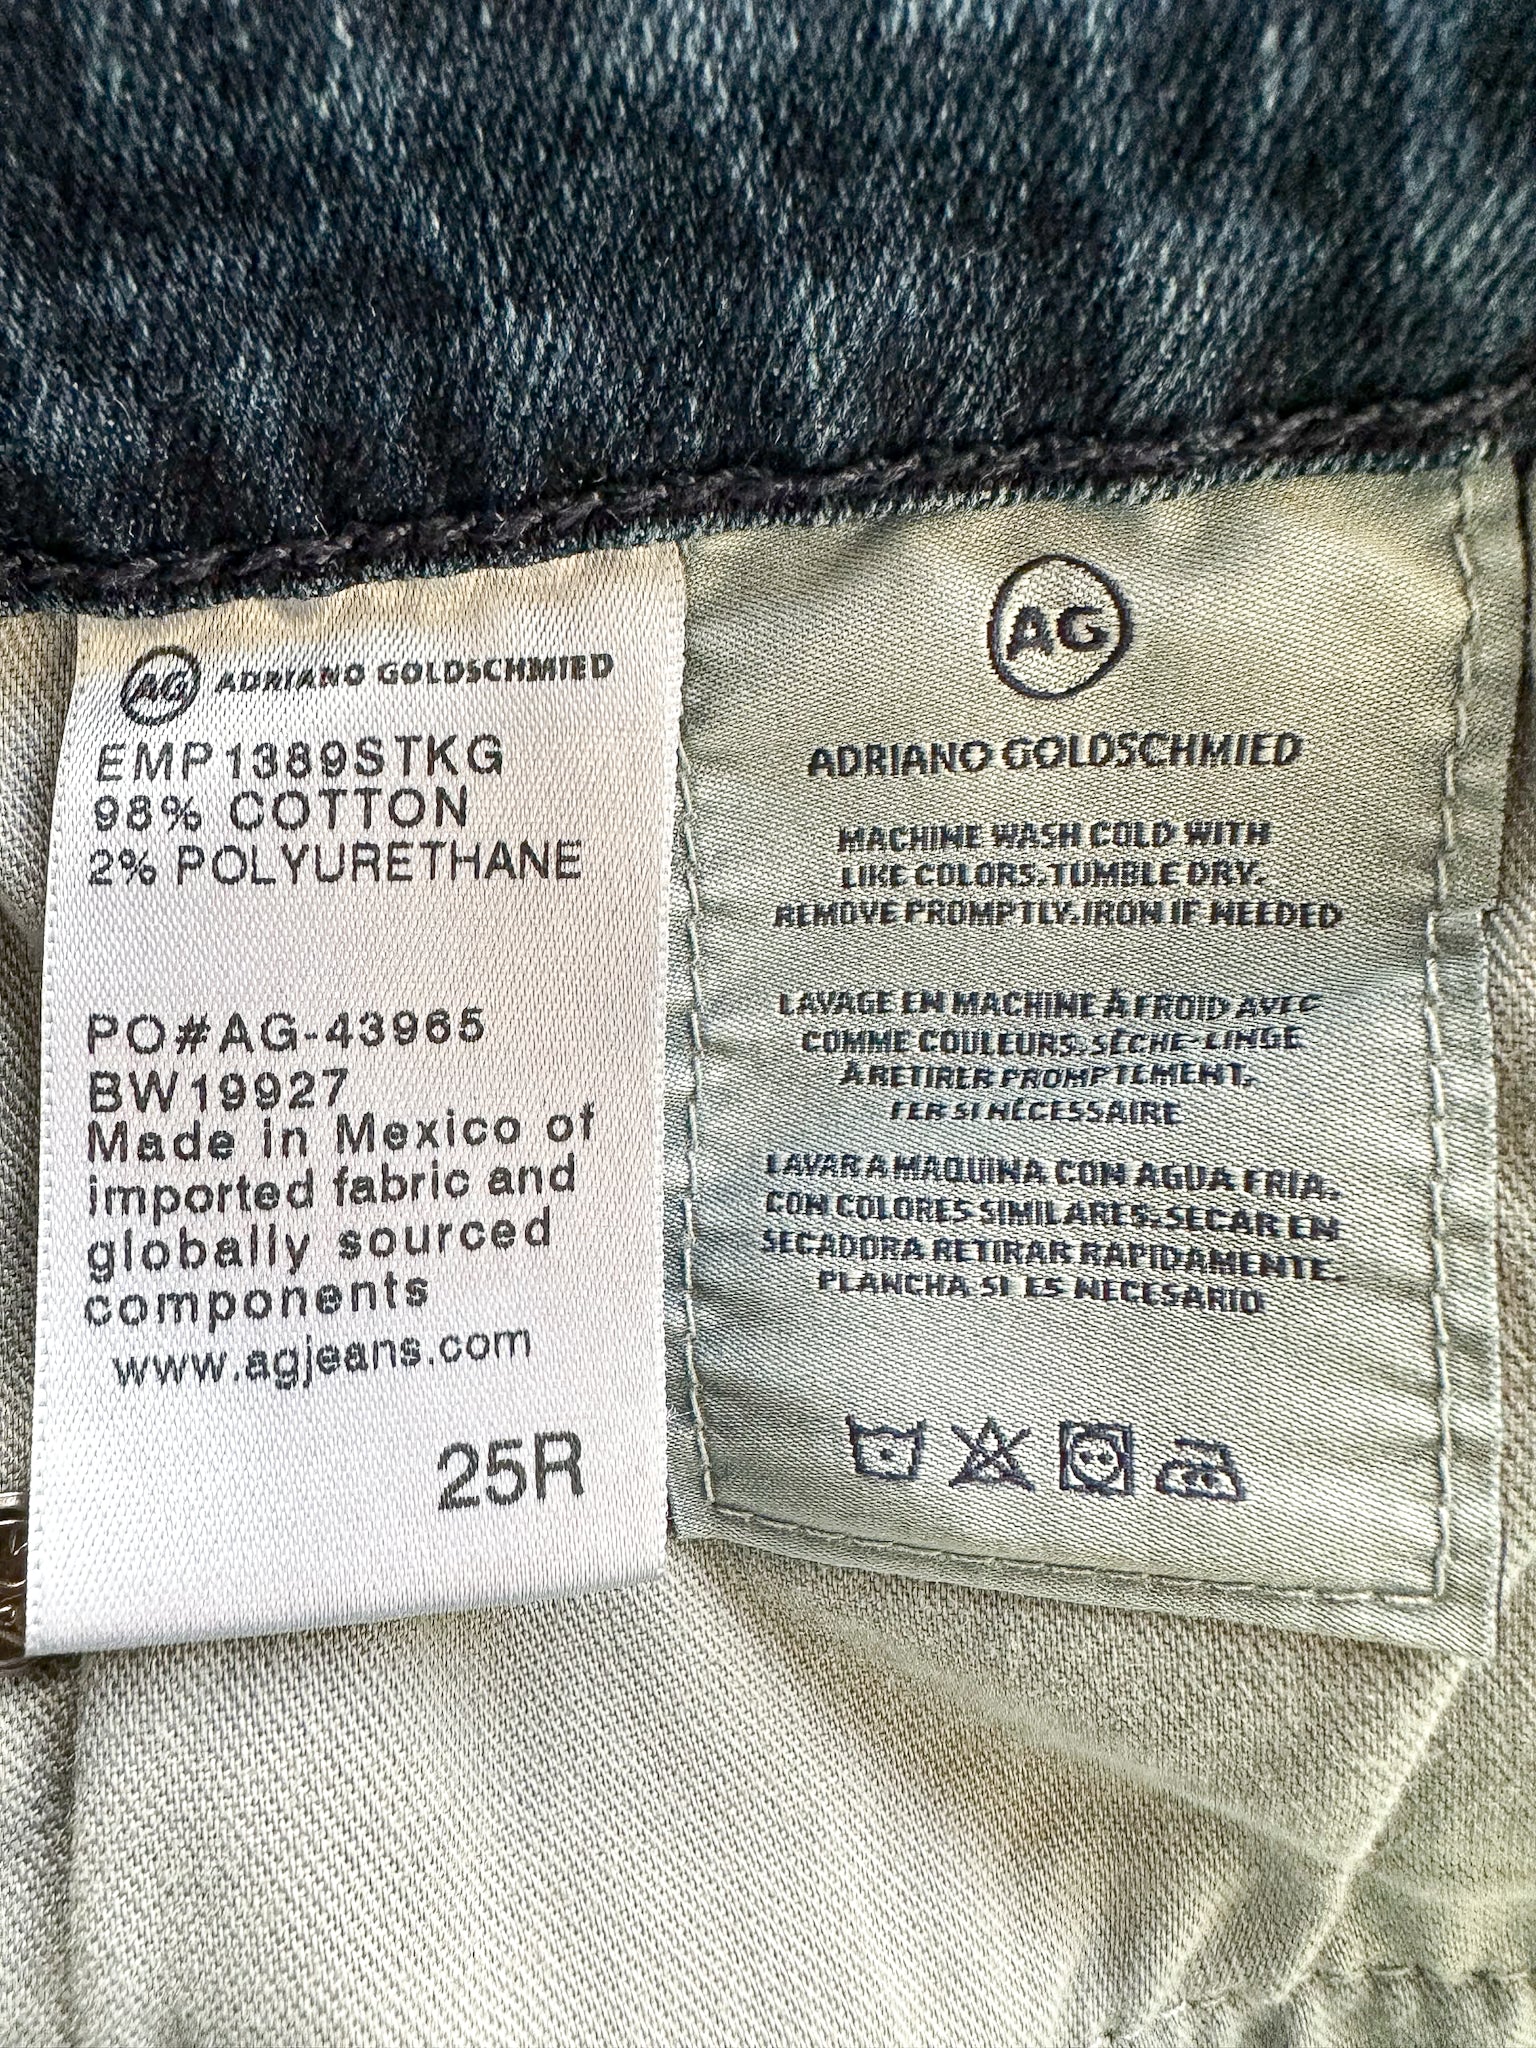 AG ADRIANO GOLDSCHMIED
EMP1389STKG
98% COTTON
2% POLYURETHANE
PO#AG-43965
BW19927
Made in Mexico of
imported fabric and
globally sourced
components
www.agjeans.com
25R
AG
ADRIANO GOLDSCHMIED
MACHINE WASH COLD WITH
LIKE COLORS. TUMBLE DRY.
REMOVE PROMPTLY. IRON IF NEEDED
LAVAGE EN MACHINE À FROID AVEC
COMME COULEURS. SÈCHE-LINGE
À RETIRER PROMPTEMENT.
FER SI NÉCESSAIRE
LAVAR A MAQUINA CON AGUA FRIA.
CON COLORES SIMILARES. SECAR EN
SECADORA RETIRAR RAPIDAMENTE.
PLANCHA SI ES NECESARIO